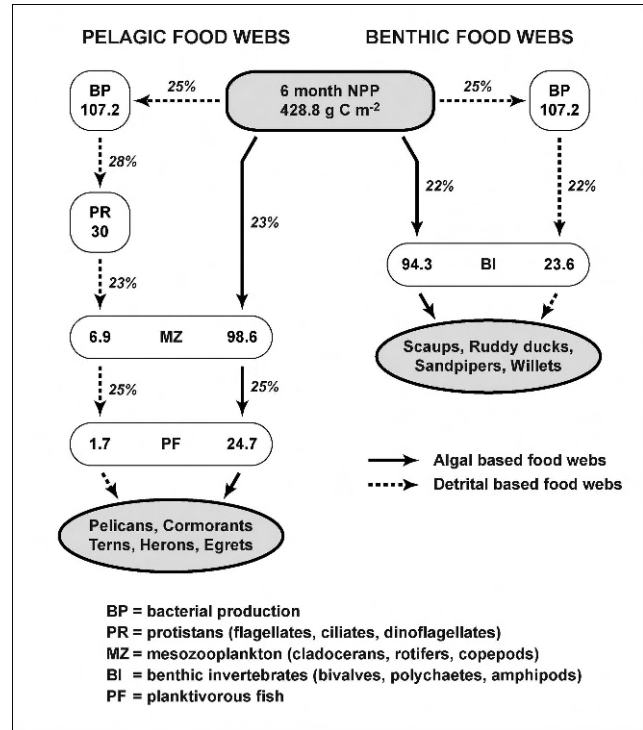 PELAGIC FOOD WEBS
BENTHIC FOOD WEBS
BP
107.2
25%
6 month NPP
428.8 g C m-2
25%
BP
107.2
28%
PR
30
23%
22%
22%
94.3 BI 23.6
23%
6.9 MZ 98.6
Scaups, Ruddy ducks,
Sandpipers, Willets
25%
25%
1.7 PF 24.7
Algal based food webs
Detrital based food webs
Pelicans, Cormorants
Terns, Herons, Egrets
BP = bacterial production
PR = protistans (flagellates, ciliates, dinoflagellates)
MZ = mesozooplankton (cladocerans, rotifers, copepods)
BI = benthic invertebrates (bivalves, polychaetes, amphipods)
PF = planktivorous fish